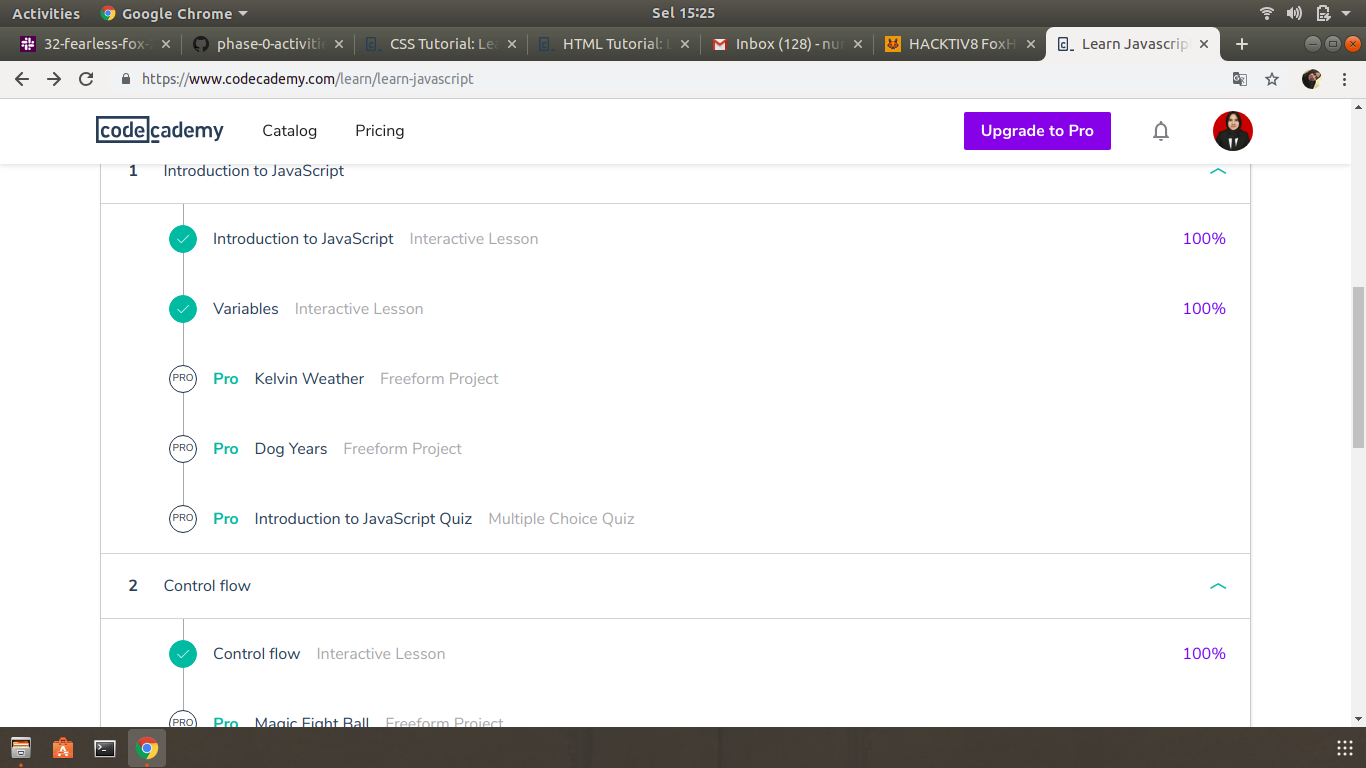 Activities Google Chrome Sel 15:25
32-fearless-fox- phase-0-activiti CSS Tutorial: Le HTML Tutorial: Inbox (128) - nu HACKTIV8 FoxH Learn Javascrip
https://www.codecademy.com/learn/learn-javascript
codecademy Catalog Pricing Upgrade to Pro
1 Introduction to JavaScript
Introduction to JavaScript Interactive Lesson 100%
Variables Interactive Lesson 100%
PRO Pro Kelvin Weather Freeform Project
PRO Pro Dog Years Freeform Project
PRO Pro Introduction to JavaScript Quiz Multiple Choice Quiz
2 Control flow
Control flow Interactive Lesson 100%
PRO Pro Magic Eight Ball Freeform Project